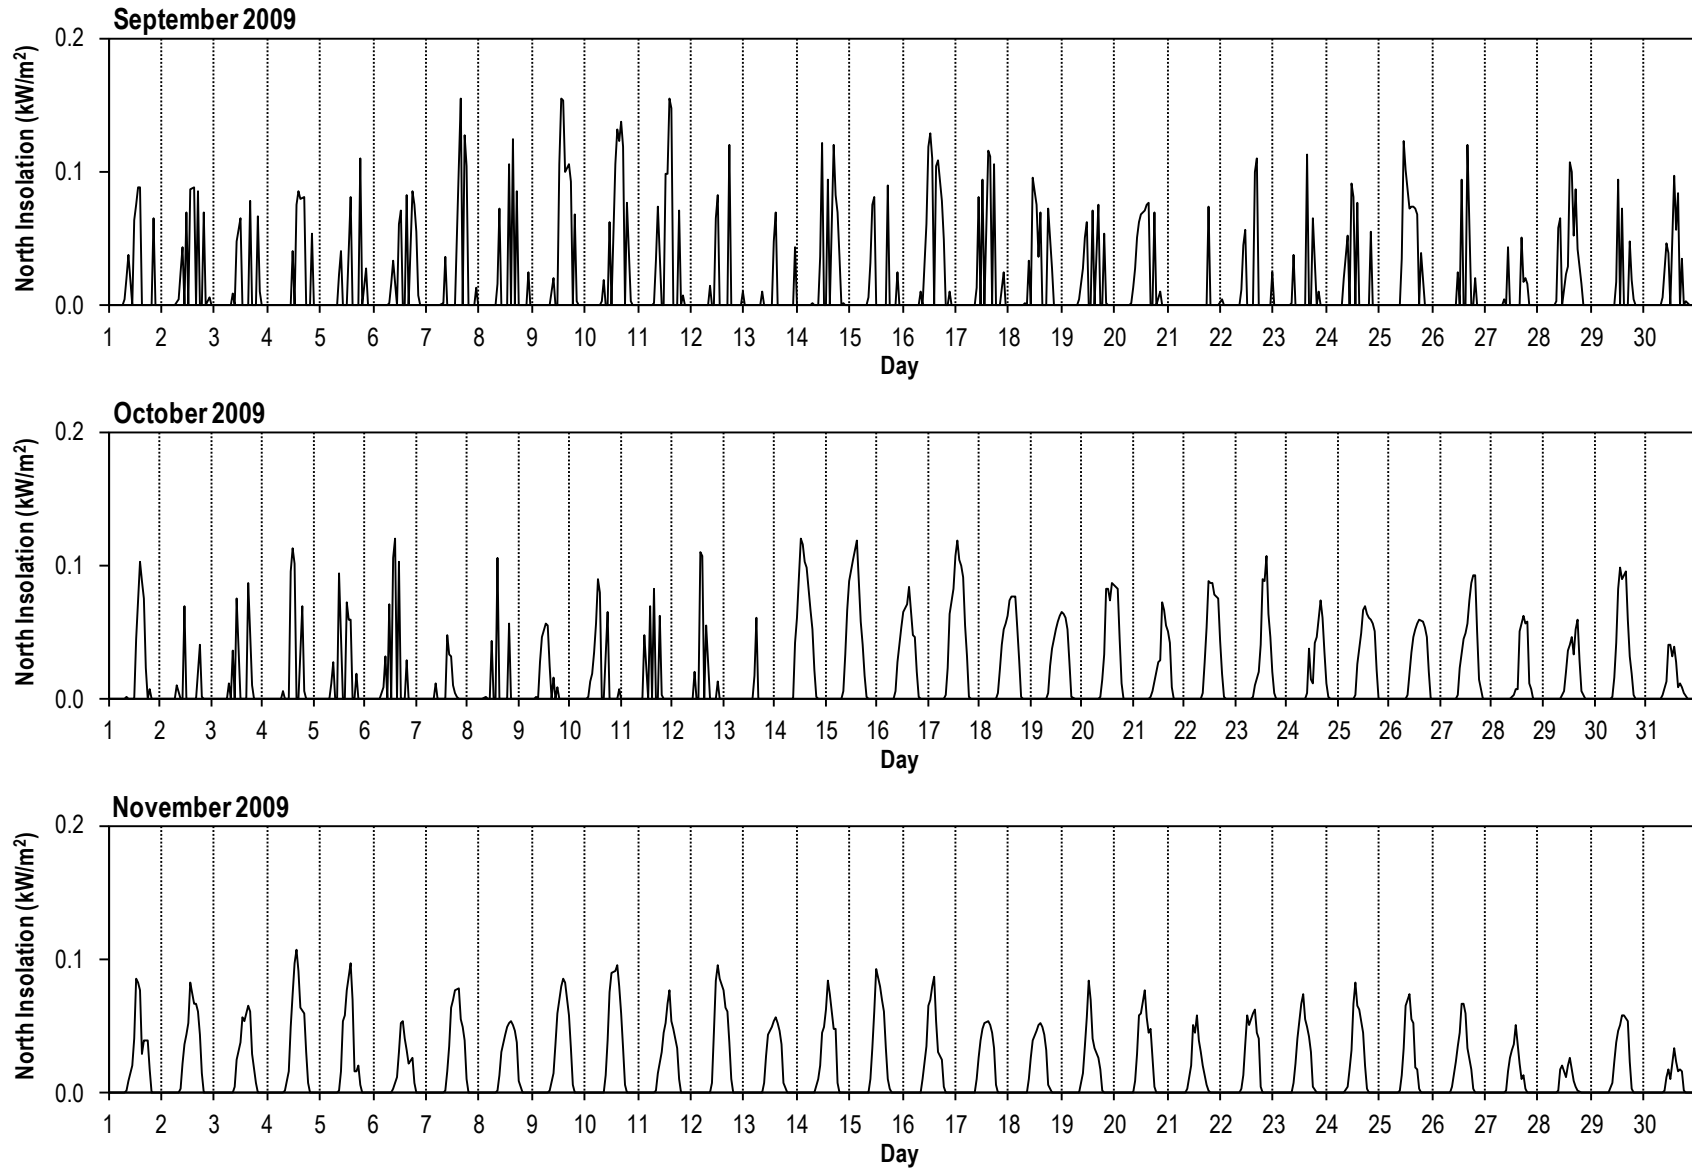 September 2009
0.2
0.1
0.0
North Insolation (kW/m²)
1 2 3 4 5 6 7 8 9 10 11 12 13 14 15 16 17 18 19 20 21 22 23 24 25 26 27 28 29 30
Day
October 2009
0.2
0.1
0.0
North Insolation (kW/m²)
1 2 3 4 5 6 7 8 9 10 11 12 13 14 15 16 17 18 19 20 21 22 23 24 25 26 27 28 29 30 31
Day
November 2009
0.2
0.1
0.0
North Insolation (kW/m²)
1 2 3 4 5 6 7 8 9 10 11 12 13 14 15 16 17 18 19 20 21 22 23 24 25 26 27 28 29 30
Day